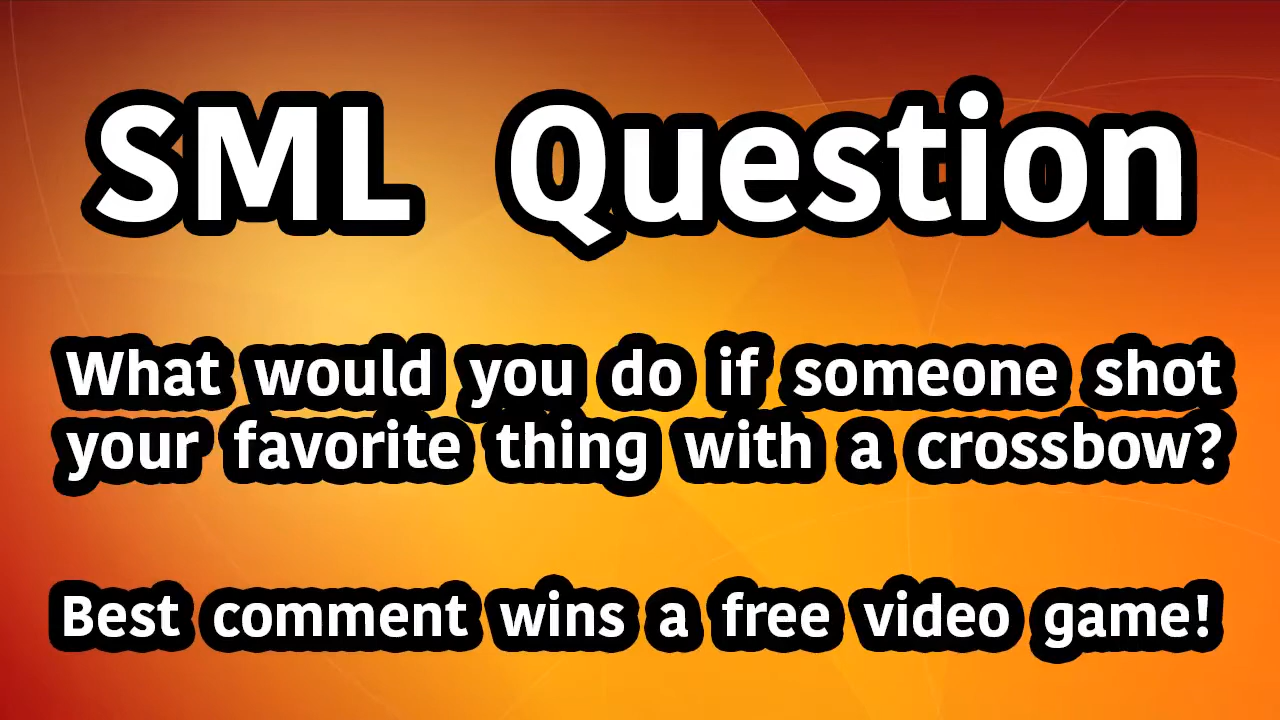 SML Question
What would you do if someone shot
your favorite thing with a crossbow?
Best comment wins a free video game!